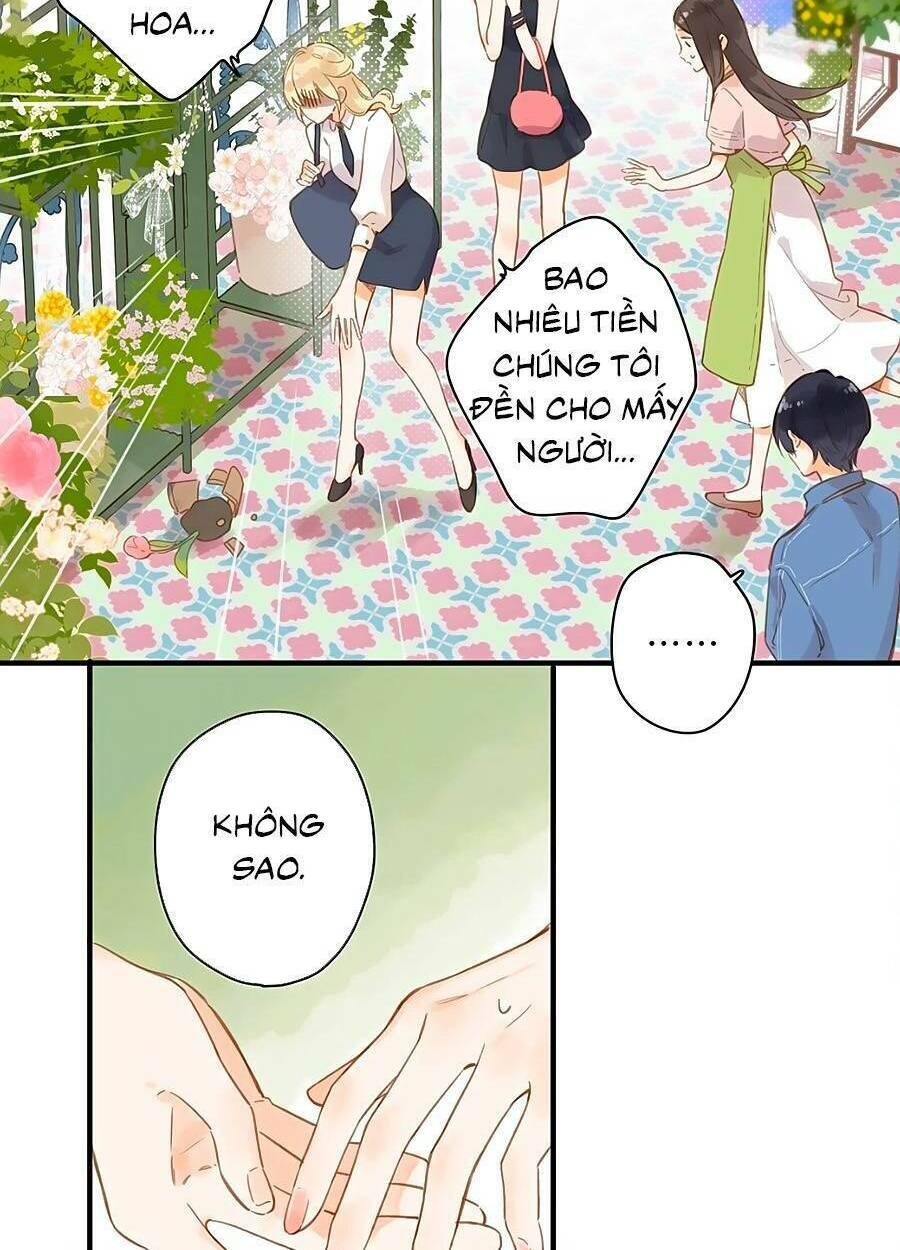 HOA...
BAO
NHIÊU TIỀN
CHÚNG TÔI
ĐỀN CHO MẤY
NGƯỜI...
......
KHÔNG
SAO.